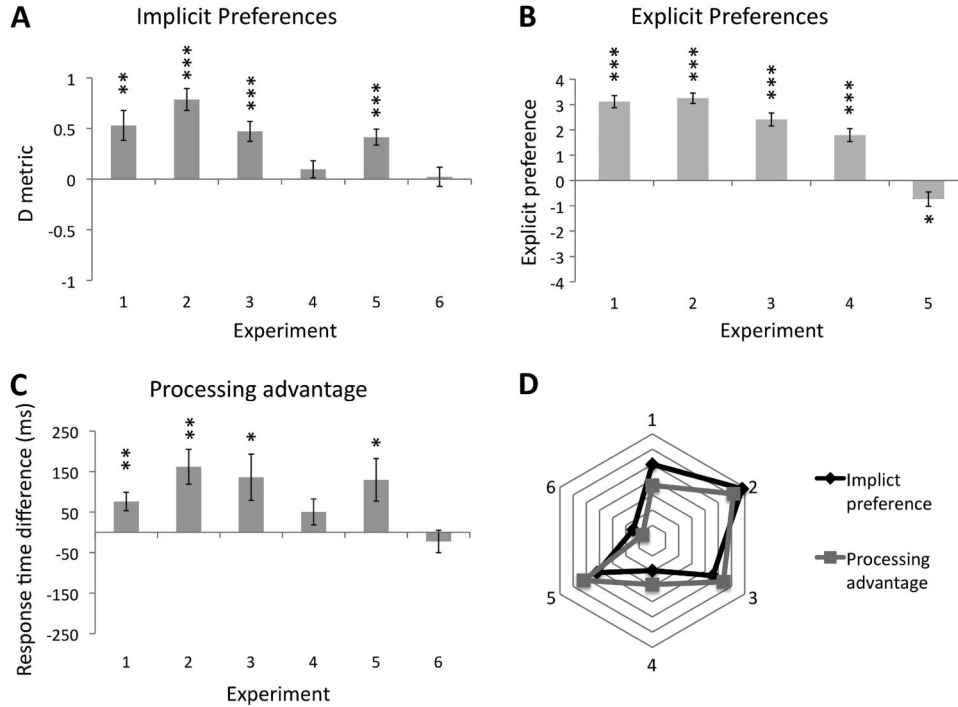 A
Implicit Preferences
D metric
1
0.5
0
-0.5
-1
**
***
***
***
1 2 3 4 5 6
Experiment
B
Explicit Preferences
Explicit preference
4
3
2
1
0
-1
-2
-3
-4
***
***
***
***
*
1 2 3 4 5
Experiment
C
Processing advantage
Response time difference (ms)
250
150
50
-50
-150
-250
**
**
*
*
1 2 3 4 5 6
Experiment
D
1
2
3
4
5
6
Implict
preference
Processing
advantage